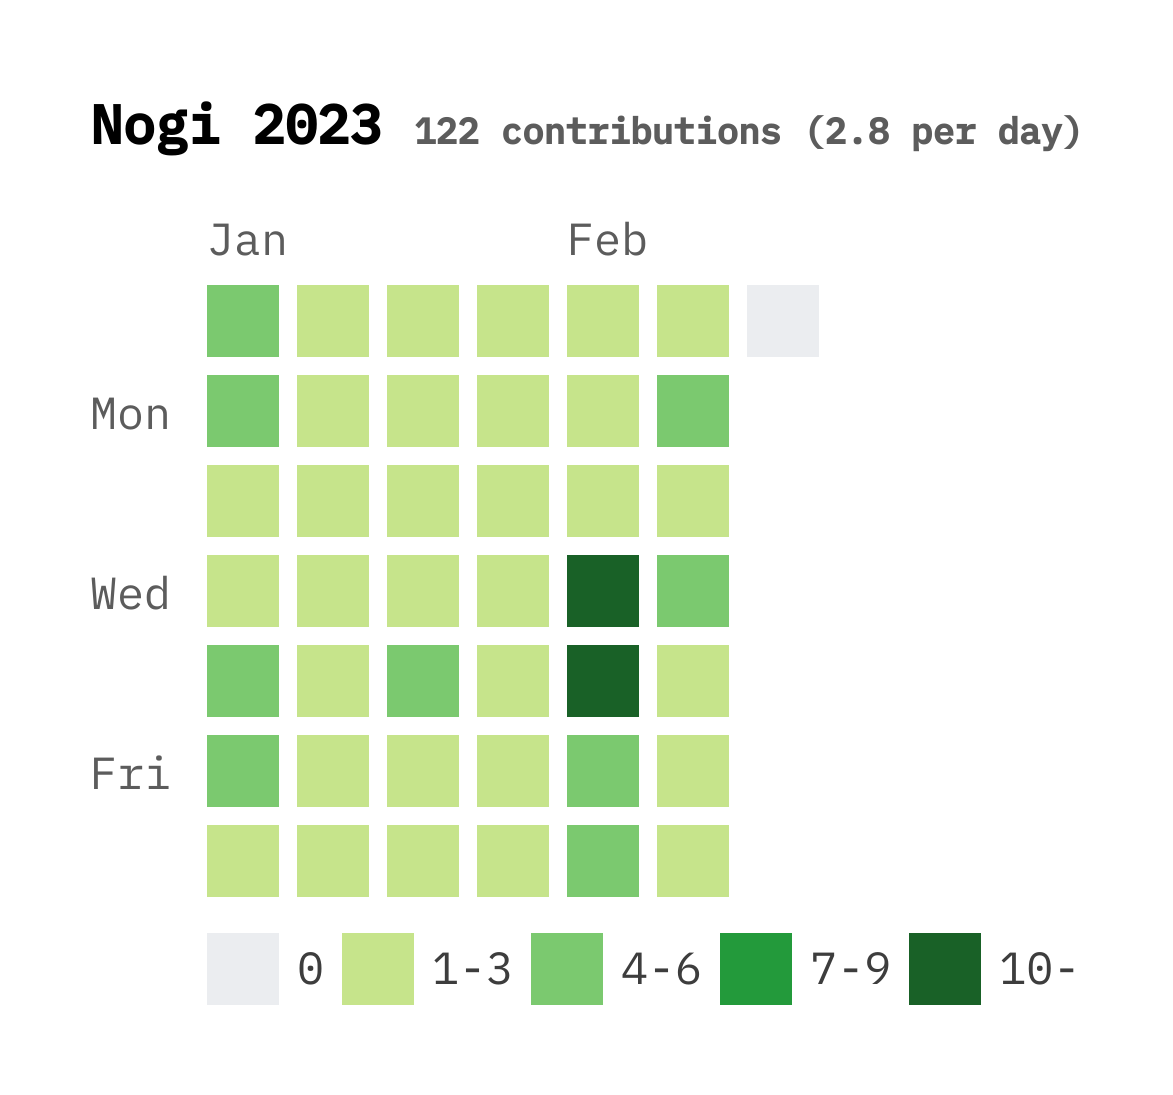 Nogi 2023 122 contributions (2.8 per day)
Jan Feb
Mon
Wed
Fri
0 1-3 4-6 7-9 10-